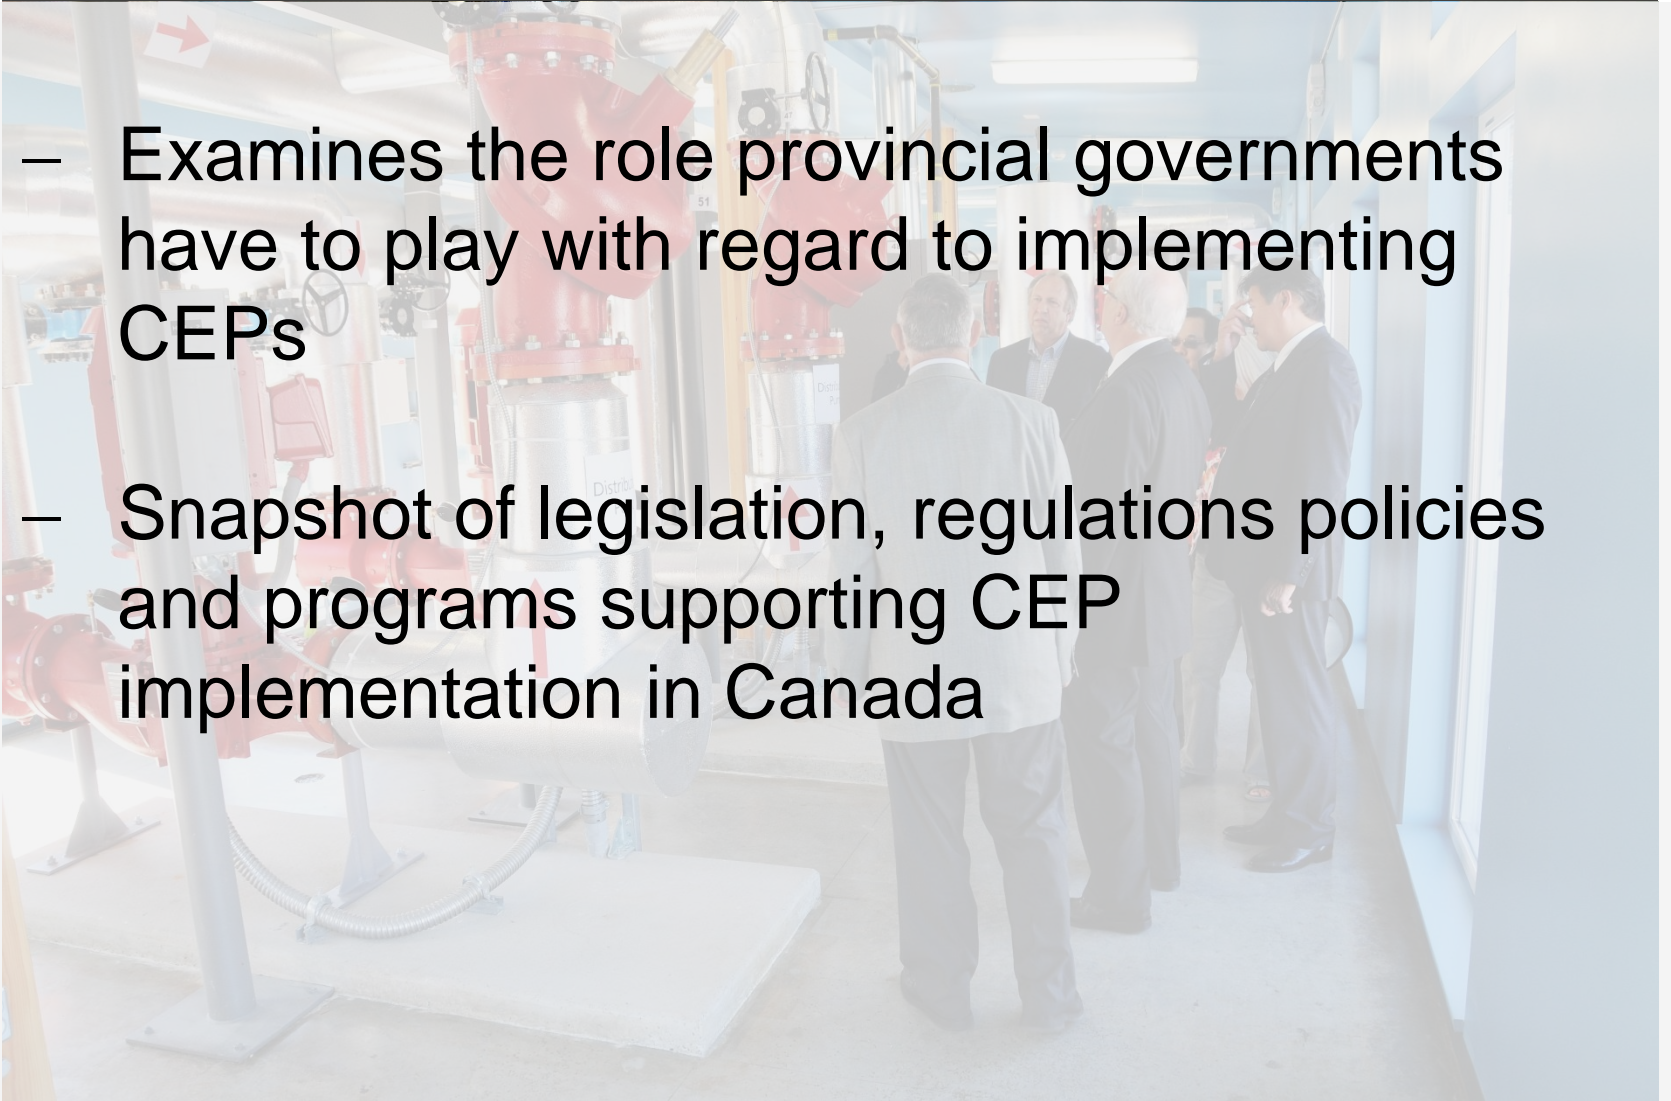 – Examines the role provincial governments
have to play with regard to implementing
CEPs
– Snapshot of legislation, regulations policies
and programs supporting CEP
implementation in Canada
51